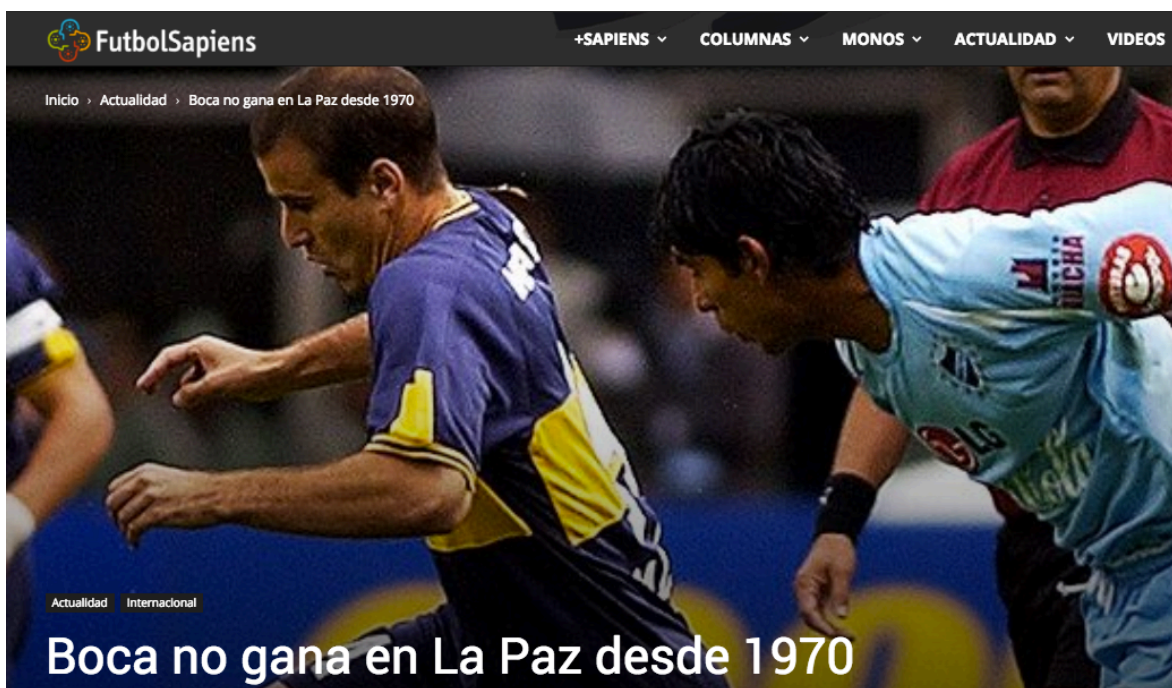 FutbolSapiens
+SAPIENS COLUMNAS MONOS ACTUALIDAD VIDEOS
Inicio › Actualidad › Boca no gana en La Paz desde 1970
LG
Actualidad Internacional
Boca no gana en La Paz desde 1970